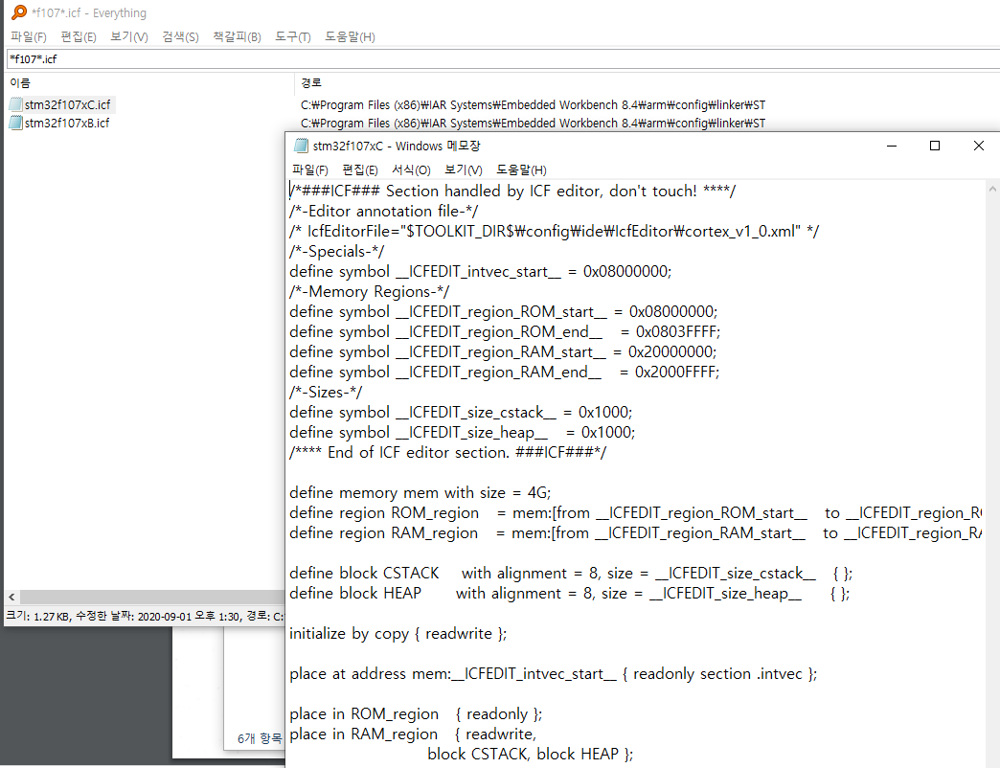 *f107*.icf - Everything
파일(F) 편집(E) 보기(V) 검색(S) 책갈피(B) 도구(T) 도움말(H)
*f107*.icf
이름 경로
stm32f107xC.icf C:₩Program Files (x86)₩IAR Systems₩Embedded Workbench 8.4₩arm₩config₩linker₩ST
stm32f107xB.icf C:₩Program Files (x86)₩IAR Systems₩Embedded Workbench 8.4₩arm₩config₩linker₩ST
stm32f107xC - Windows 메모장
파일(F) 편집(E) 서식(O) 보기(V) 도움말(H)
/*###ICF### Section handled by ICF editor, don't touch! ****/
/*-Editor annotation file-*/
/* IcfEditorFile="$TOOLKIT_DIR$₩config₩ide₩IcfEditor₩cortex_v1_0.xml" */
/*-Specials-*/
define symbol __ICFEDIT_intvec_start__ = 0x08000000;
/*-Memory Regions-*/
define symbol __ICFEDIT_region_ROM_start__ = 0x08000000;
define symbol __ICFEDIT_region_ROM_end__ = 0x0803FFFF;
define symbol __ICFEDIT_region_RAM_start__ = 0x20000000;
define symbol __ICFEDIT_region_RAM_end__ = 0x2000FFFF;
/*-Sizes-*/
define symbol __ICFEDIT_size_cstack__ = 0x1000;
define symbol __ICFEDIT_size_heap__ = 0x1000;
/**** End of ICF editor section. ###ICF###*/
define memory mem with size = 4G;
define region ROM_region = mem:[from __ICFEDIT_region_ROM_start__ to __ICFEDIT_region_R
define region RAM_region = mem:[from __ICFEDIT_region_RAM_start__ to __ICFEDIT_region_RA
define block CSTACK with alignment = 8, size = __ICFEDIT_size_cstack__ { };
define block HEAP with alignment = 8, size = __ICFEDIT_size_heap__ { };
initialize by copy { readwrite };
place at address mem:__ICFEDIT_intvec_start__ { readonly section .intvec };
place in ROM_region { readonly };
place in RAM_region { readwrite,
block CSTACK, block HEAP };
크기: 1.27 KB, 수정한 날짜: 2020-09-01 오후 1:30, 경로: C:
6개 항목